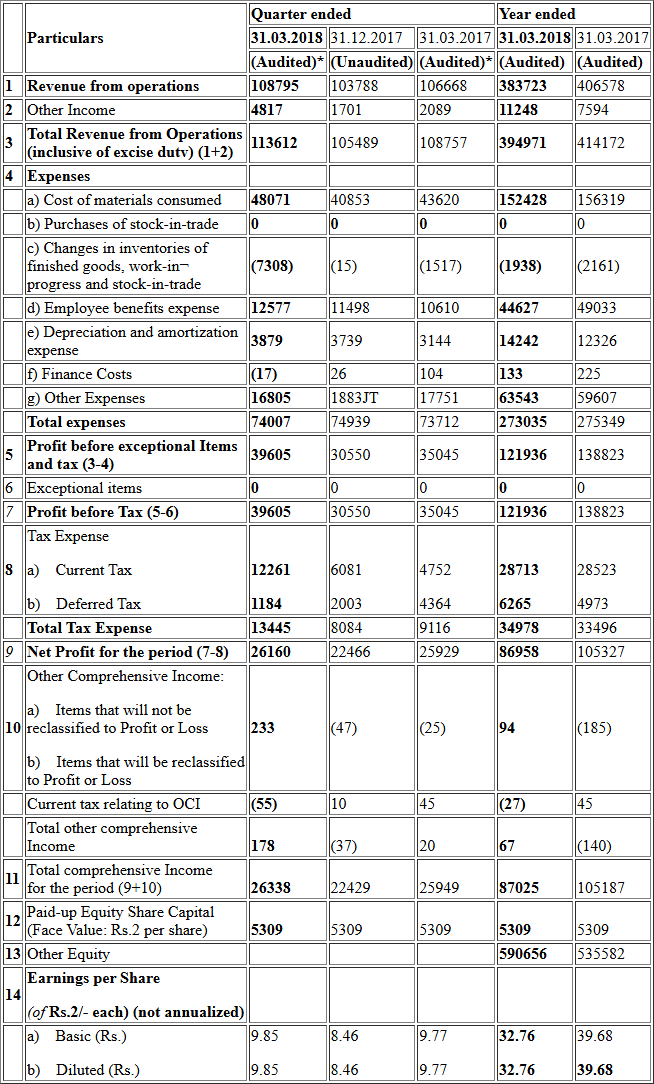 Particulars Quarter ended Year ended
31.03.2018 31.12.2017 31.03.2017 31.03.2018 31.03.2017
(Audited)* (Unaudited) (Audited)* (Audited) (Audited)
1 Revenue from operations 108795 103788 106668 383723 406578
2 Other Income 4817 1701 2089 11248 7594
3 Total Revenue from Operations
(inclusive of excise dutv) (1+2) 113612 105489 108757 394971 414172
4 Expenses
a) Cost of materials consumed 48071 40853 43620 152428 156319
b) Purchases of stock-in-trade 0 0 0 0 0
c) Changes in inventories of
finished goods, work-in¬
progress and stock-in-trade (7308) (15) (1517) (1938) (2161)
d) Employee benefits expense 12577 11498 10610 44627 49033
e) Depreciation and amortization
expense 3879 3739 3144 14242 12326
f) Finance Costs (17) 26 104 133 225
g) Other Expenses 16805 1883JT 17751 63543 59607
Total expenses 74007 74939 73712 273035 275349
5 Profit before exceptional Items
and tax (3-4) 39605 30550 35045 121936 138823
6 Exceptional items 0 0 0 0 0
7 Profit before Tax (5-6) 39605 30550 35045 121936 138823
8 Tax Expense
a) Current Tax 12261 6081 4752 28713 28523
b) Deferred Tax 1184 2003 4364 6265 4973
Total Tax Expense 13445 8084 9116 34978 33496
9 Net Profit for the period (7-8) 26160 22466 25929 86958 105327
10 Other Comprehensive Income:
a) Items that will not be
reclassified to Profit or Loss 233 (47) (25) 94 (185)
b) Items that will be reclassified
to Profit or Loss
Current tax relating to OCI (55) 10 45 (27) 45
Total other comprehensive
Income 178 (37) 20 67 (140)
11 Total comprehensive Income
for the period (9+10) 26338 22429 25949 87025 105187
12 Paid-up Equity Share Capital
(Face Value: Rs.2 per share) 5309 5309 5309 5309 5309
13 Other Equity 590656 535582
14 Earnings per Share
(of Rs.2/- each) (not annualized)
a) Basic (Rs.) 9.85 8.46 9.77 32.76 39.68
b) Diluted (Rs.) 9.85 8.46 9.77 32.76 39.68